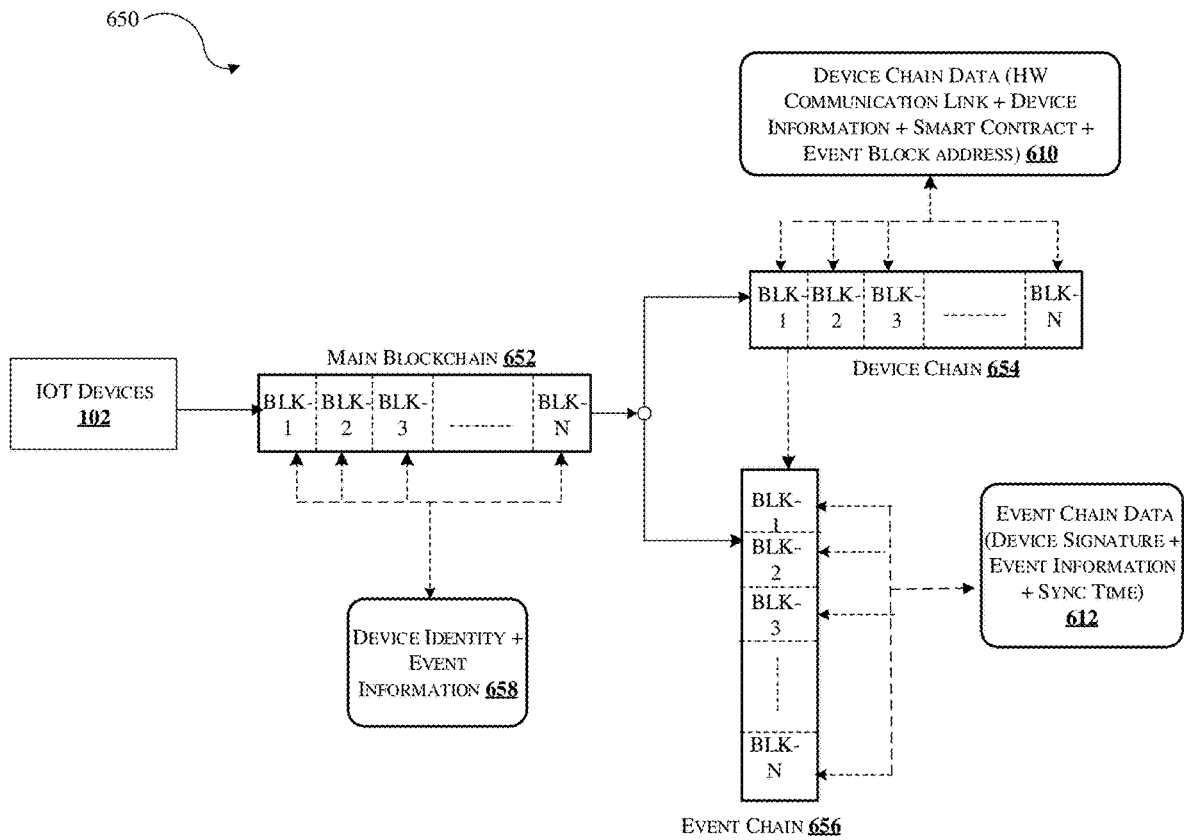 650
DEVICE CHAIN DATA (HW
COMMUNICATION LINK + DEVICE
INFORMATION + SMART CONTRACT +
EVENT BLOCK ADDRESS) 610
BLK-
1
BLK-
2
BLK-
3
BLK-
N
DEVICE CHAIN 654
MAIN BLOCKCHAIN 652
IOT DEVICES
102
BLK-
1
BLK-
2
BLK-
3
BLK-
N
DEVICE IDENTITY +
EVENT
INFORMATION 658
BLK-
1
BLK-
2
BLK-
3
BLK-
N
EVENT CHAIN 656
EVENT CHAIN DATA
(DEVICE SIGNATURE +
EVENT INFORMATION
+ SYNC TIME)
612